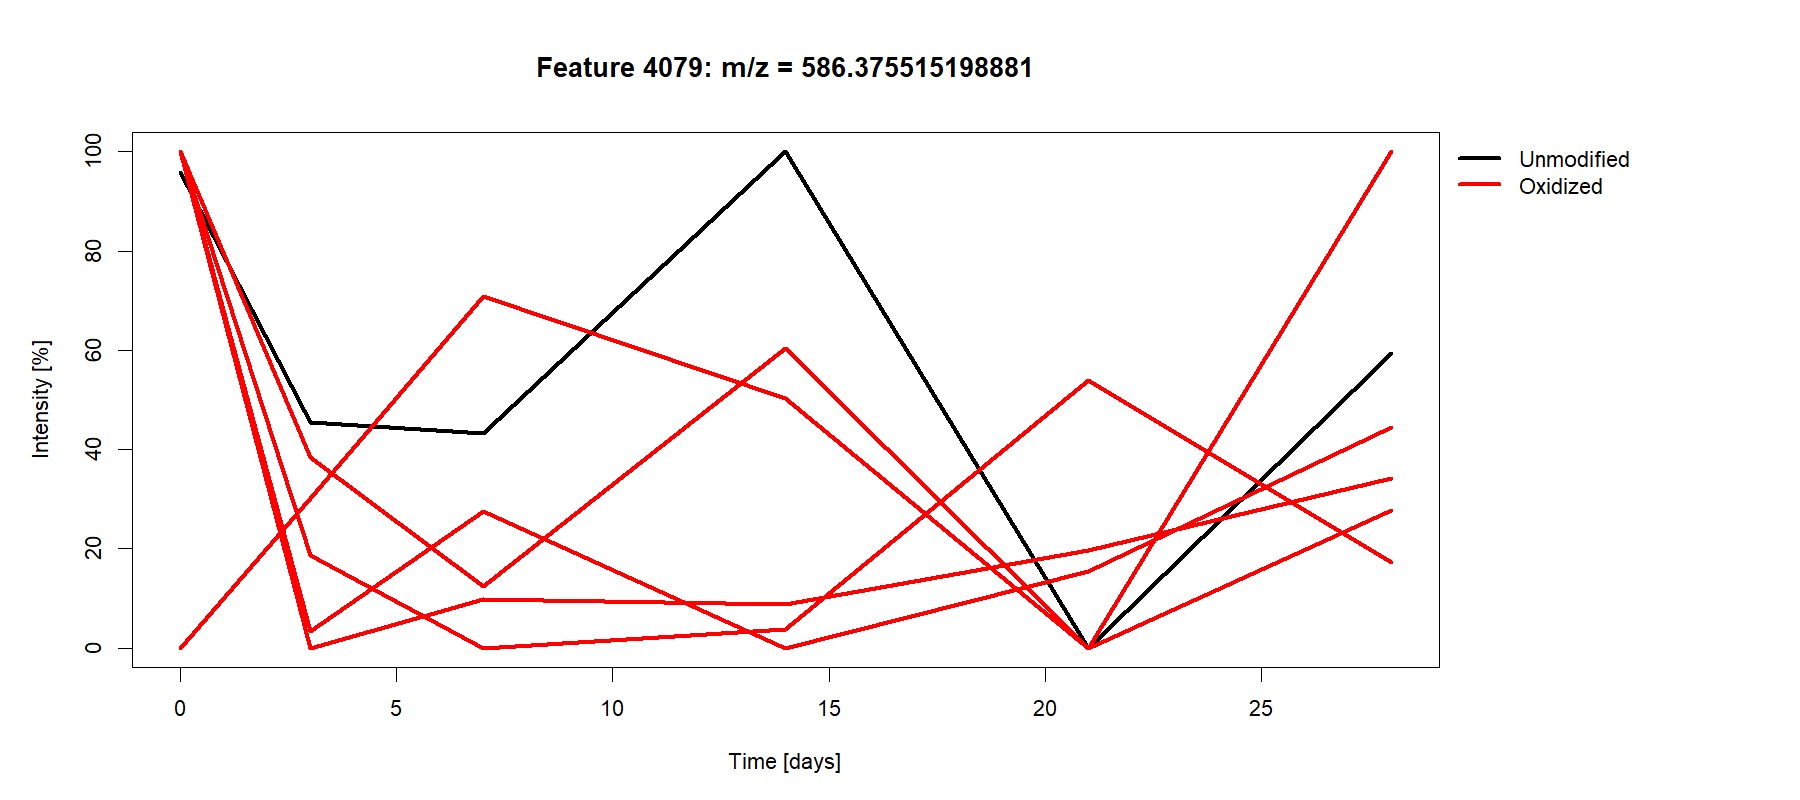 Feature 4079: m/z = 586.375515198881
Unmodified
Oxidized
Intensity [%]
100
80
60
40
20
0
0 5 10 15 20 25
Time [days]